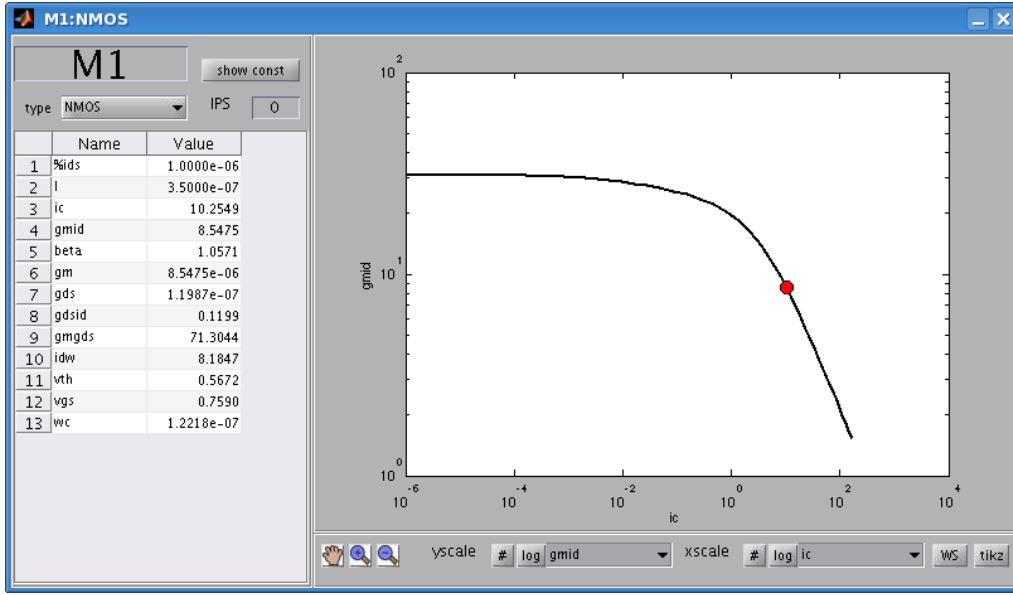 M1:NMOS
M1
show const
type NMOS IPS 0
Name Value
1 %ids 1.0000e-06
2 l 3.5000e-07
3 ic 10.2549
4 gmid 8.5475
5 beta 1.0571
6 gm 8.5475e-06
7 gds 1.1987e-07
8 gdsid 0.1199
9 gmgds 71.3044
10 idw 8.1847
11 vth 0.5672
12 vgs 0.7590
13 wc 1.2218e-07
10^2
10^1
10^0
gmid
10^-6 10^-4 10^-2 10^0 10^2 10^4
ic
yscale # log gmid xscale # log ic WS tikz